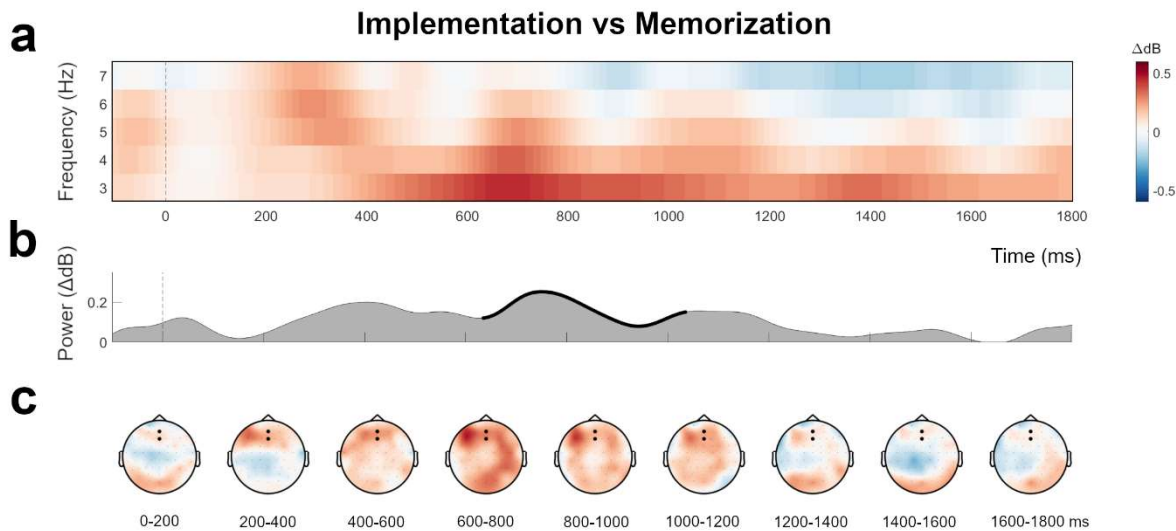 Implementation vs Memorization
a
ΔdB
0.5
0
-0.5
Frequency (Hz)
7
6
5
4
3
0 200 400 600 800 1000 1200 1400 1600 1800
b
Time (ms)
Power (ΔdB)
0.2
0
c
0-200 200-400 400-600 600-800 800-1000 1000-1200 1200-1400 1400-1600 1600-1800 ms